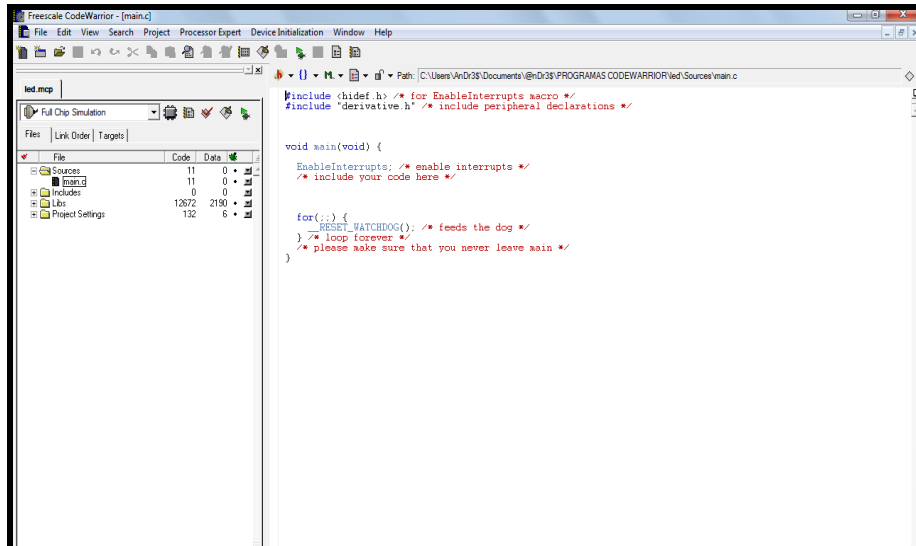 Freescale CodeWarrior - [main.c]
File Edit View Search Project Processor Expert Device Initialization Window Help
led.mcp
Full Chip Simulation
Files Link Order Targets
File Code Data
Sources 11 0
main.c 11 0
Includes 0 0
Libs 12672 2190
Project Settings 132 6
{} M. Path: C:\Users\AnDr3$\Documents\@nDr3$\PROGRAMAS CODEWARRIOR\led\Sources\main.c
#include <hidef.h> /* for EnableInterrupts macro */
#include "derivative.h" /* include peripheral declarations */
void main(void) {
EnableInterrupts; /* enable interrupts */
/* include your code here */
for(;;) {
__RESET_WATCHDOG(); /* feeds the dog */
} /* loop forever */
/* please make sure that you never leave main */
}